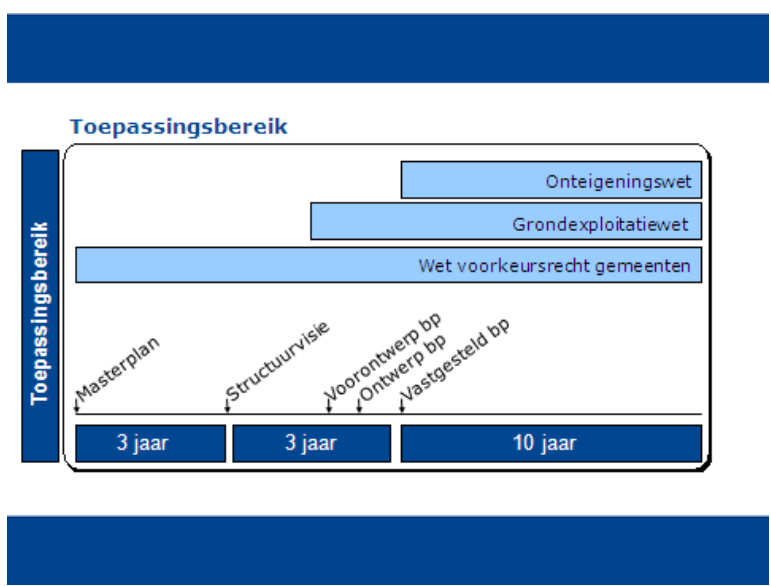 Toepassingsbereik
Toepassingsbereik
Onteigeningswet
Grondexploitatiewet
Wet voorkeursrecht gemeenten
Masterplan
Structuurvisie
Voorontwerp bp
Ontwerp bp
Vastgesteld bp
3 jaar
3 jaar
10 jaar